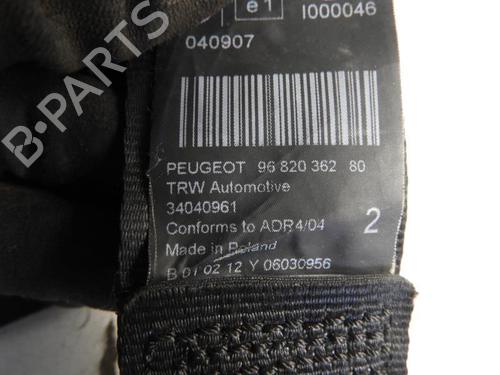 e1
I000046
040907
PEUGEOT 96 820 362 80
TRW Automotive
34040961
Conforms to ADR4/04 2
Made in Poland
B 01 02 12 Y 06030956
B-PARTS